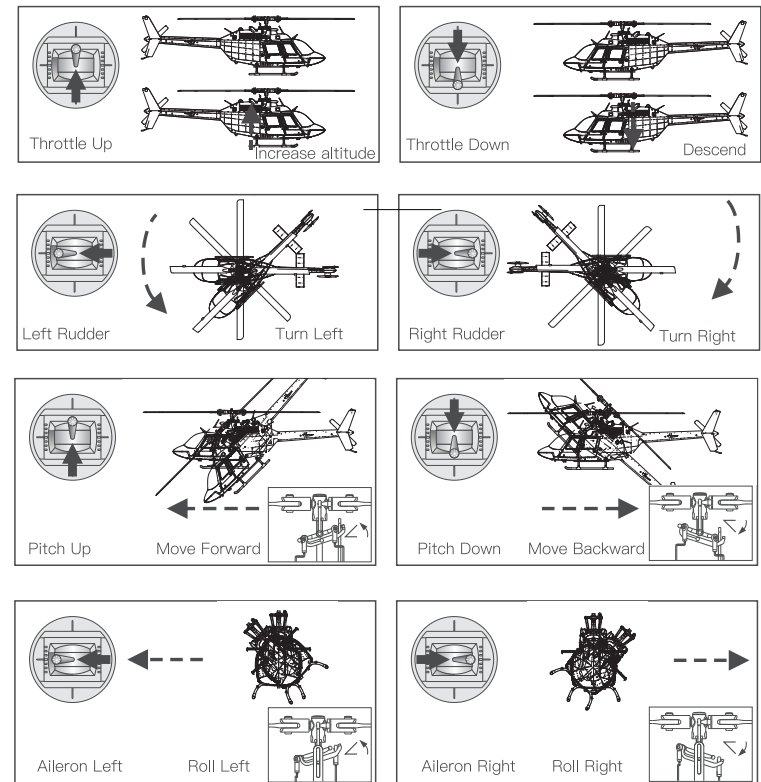 Throttle Up
Increase altitude
Throttle Down
Descend
Left Rudder
Turn Left
Right Rudder
Turn Right
Pitch Up
Move Forward
Pitch Down
Move Backward
Aileron Left
Roll Left
Aileron Right
Roll Right